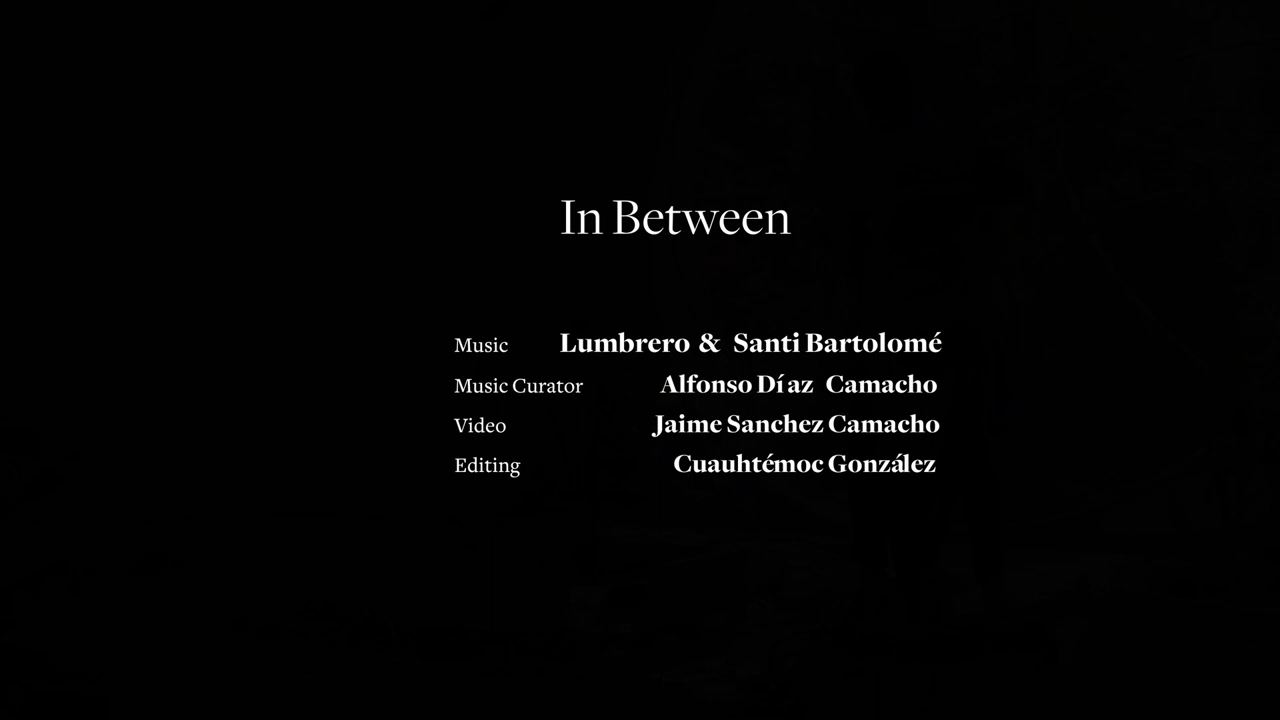 In Between
Music Lumbrero & Santi Bartolomé
Music Curator Alfonso Díaz Camacho
Video Jaime Sanchez Camacho
Editing Cuauhtémoc González